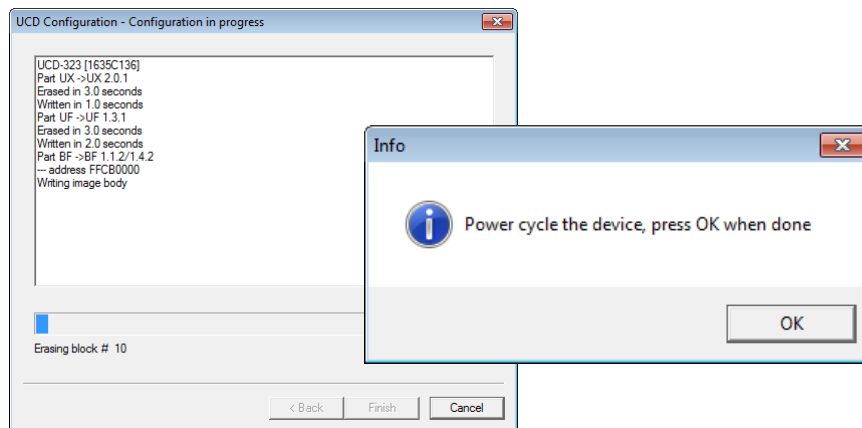 UCD Configuration - Configuration in progress
UCD-323 [1635C136]
Part UX ->UX 2.0.1
Erased in 3.0 seconds
Written in 1.0 seconds
Part UF ->UF 1.3.1
Erased in 3.0 seconds
Written in 2.0 seconds
Part BF ->BF 1.1.2/1.4.2
--- address FFCB0000
Writing image body
Erasing block # 10
< Back
Finish
Cancel
Info
Power cycle the device, press OK when done
OK